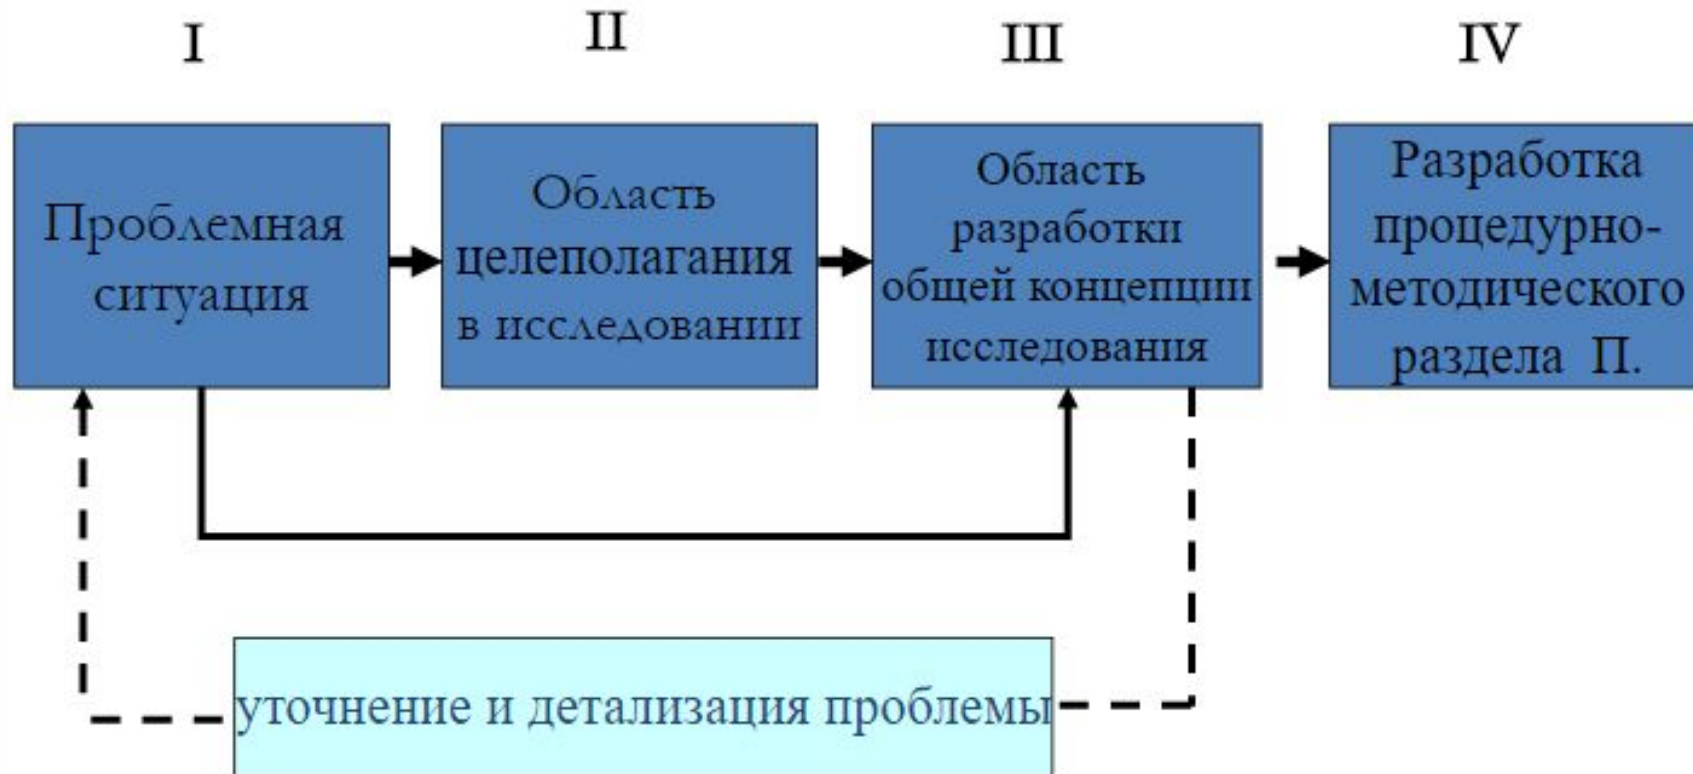 I
II
III
IV
Проблемная
ситуация
Область
целеполагания
в исследовании
Область
разработки
общей концепции
исследования
Разработка
процедурно-
методического
раздела П.
уточнение и детализация проблемы